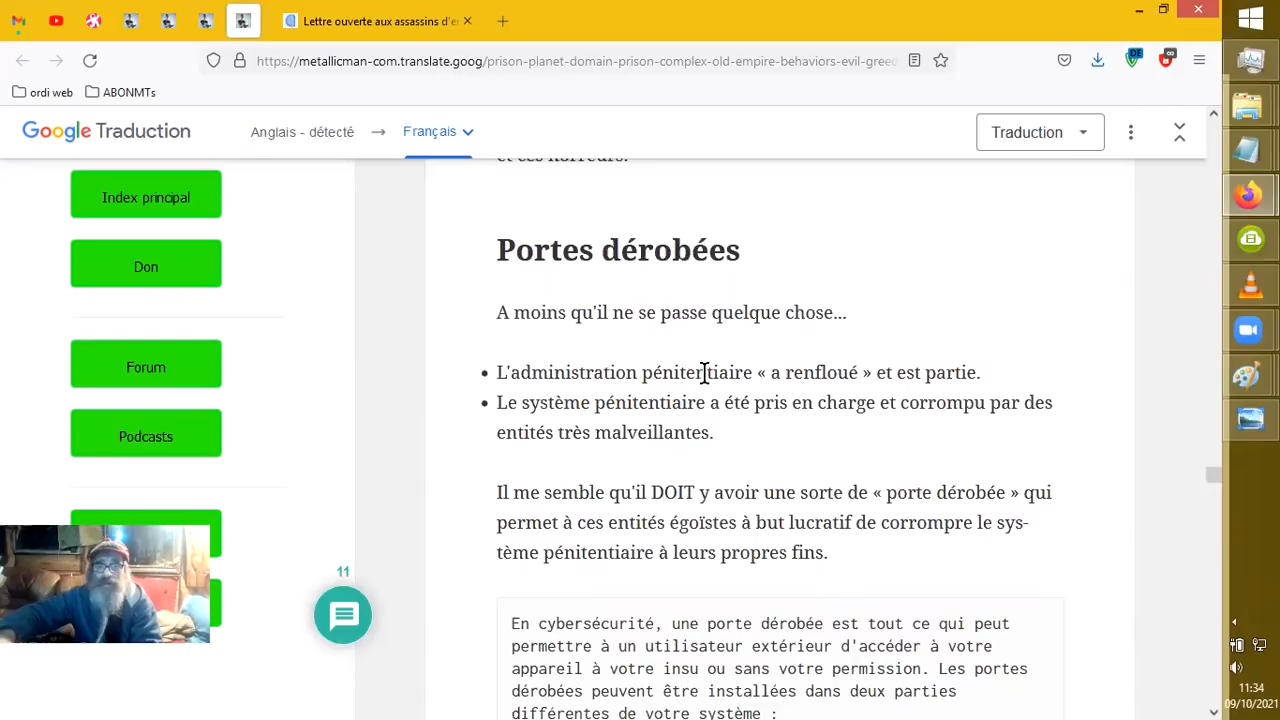 Lettre ouverte aux assassins d'e
https://metallicman-com.translate.goog/prison-planet-domain-prison-complex-old-empire-behaviors-evil-greed
DE
∞
ordi web
ABONMTs
Google Traduction
Anglais - détecté
Français
Traduction
Index principal
Don
Forum
Podcasts
11
et ces horreurs.
Portes dérobées
A moins qu'il ne se passe quelque chose...
• L'administration pénitentiaire « a renfloué » et est partie.
• Le système pénitentiaire a été pris en charge et corrompu par des
entités très malveillantes.
Il me semble qu'il DOIT y avoir une sorte de « porte dérobée » qui
permet à ces entités égoïstes à but lucratif de corrompre le sys-
tème pénitentiaire à leurs propres fins.
En cybersécurité, une porte dérobée est tout ce qui peut
permettre à un utilisateur extérieur d'accéder à votre
appareil à votre insu ou sans votre permission. Les portes
dérobées peuvent être installées dans deux parties
différentes de votre système :
11:34
09/10/2021